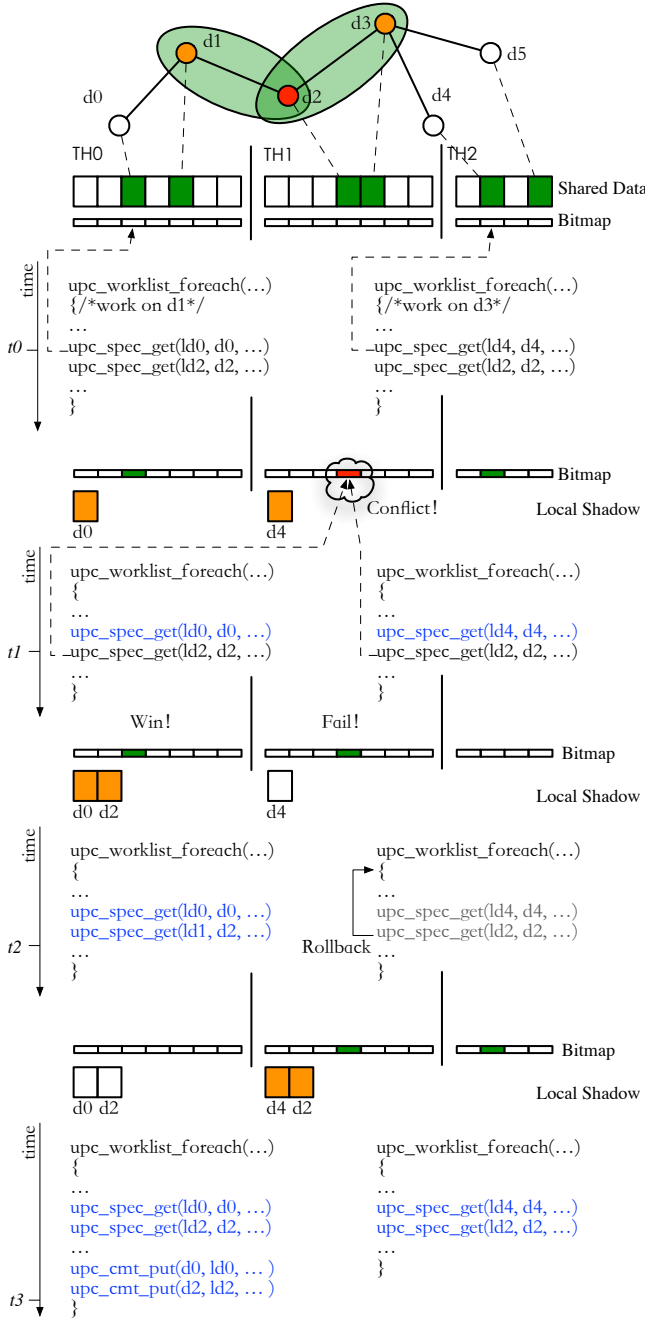 d3
d1
d5
d2
d0
d4
TH0
TH1
TH2
Shared Data
Bitmap
time
upc_worklist_foreach(…)
{/*work on d1*/
…
t0
upc_spec_get(ld0, d0, …)
upc_spec_get(ld2, d2, …)
…
}
upc_worklist_foreach(…)
{/*work on d3*/
…
upc_spec_get(ld4, d4, …)
upc_spec_get(ld2, d2, …)
…
}
Bitmap
Conflict!
Local Shadow
d0
d4
time
upc_worklist_foreach(…)
{
…
upc_spec_get(ld0, d0, …)
t1
upc_spec_get(ld2, d2, …)
…
}
upc_worklist_foreach(…)
{
…
upc_spec_get(ld4, d4, …)
upc_spec_get(ld2, d2, …)
…
}
Win!
Fail!
Bitmap
Local Shadow
d0 d2
d4
time
upc_worklist_foreach(…)
{
…
upc_spec_get(ld0, d0, …)
upc_spec_get(ld1, d2, …)
t2
…
}
upc_worklist_foreach(…)
{
…
upc_spec_get(ld4, d4, …)
upc_spec_get(ld2, d2, …)
Rollback
…
}
Bitmap
Local Shadow
d0 d2
d4 d2
time
upc_worklist_foreach(…)
{
…
upc_spec_get(ld0, d0, …)
upc_spec_get(ld2, d2, …)
…
upc_cmt_put(d0, ld0, … )
upc_cmt_put(d2, ld2, … )
t3
}
upc_worklist_foreach(…)
{
…
upc_spec_get(ld4, d4, …)
upc_spec_get(ld2, d2, …)
…
}